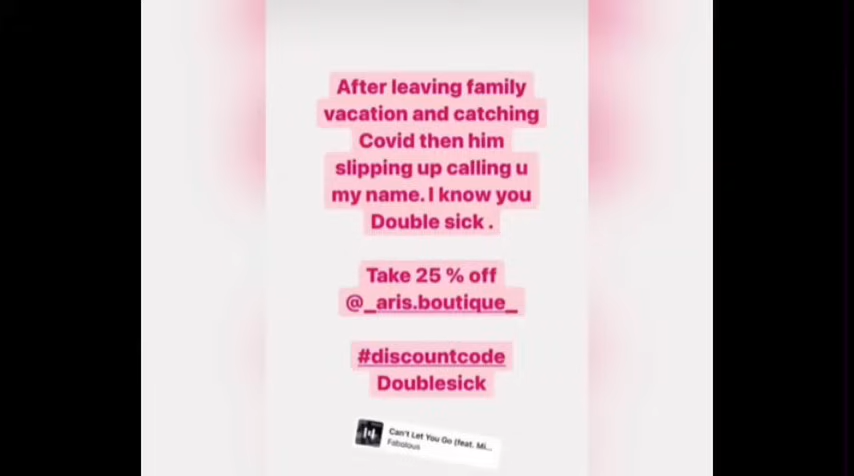 After leaving family
vacation and catching
Covid then him
slipping up calling u
my name. I know you
Double sick .
Take 25 % off
@_aris.boutique_
#discountcode
Doublesick
Can't Let You Go (feat. Mi...
Fabolous